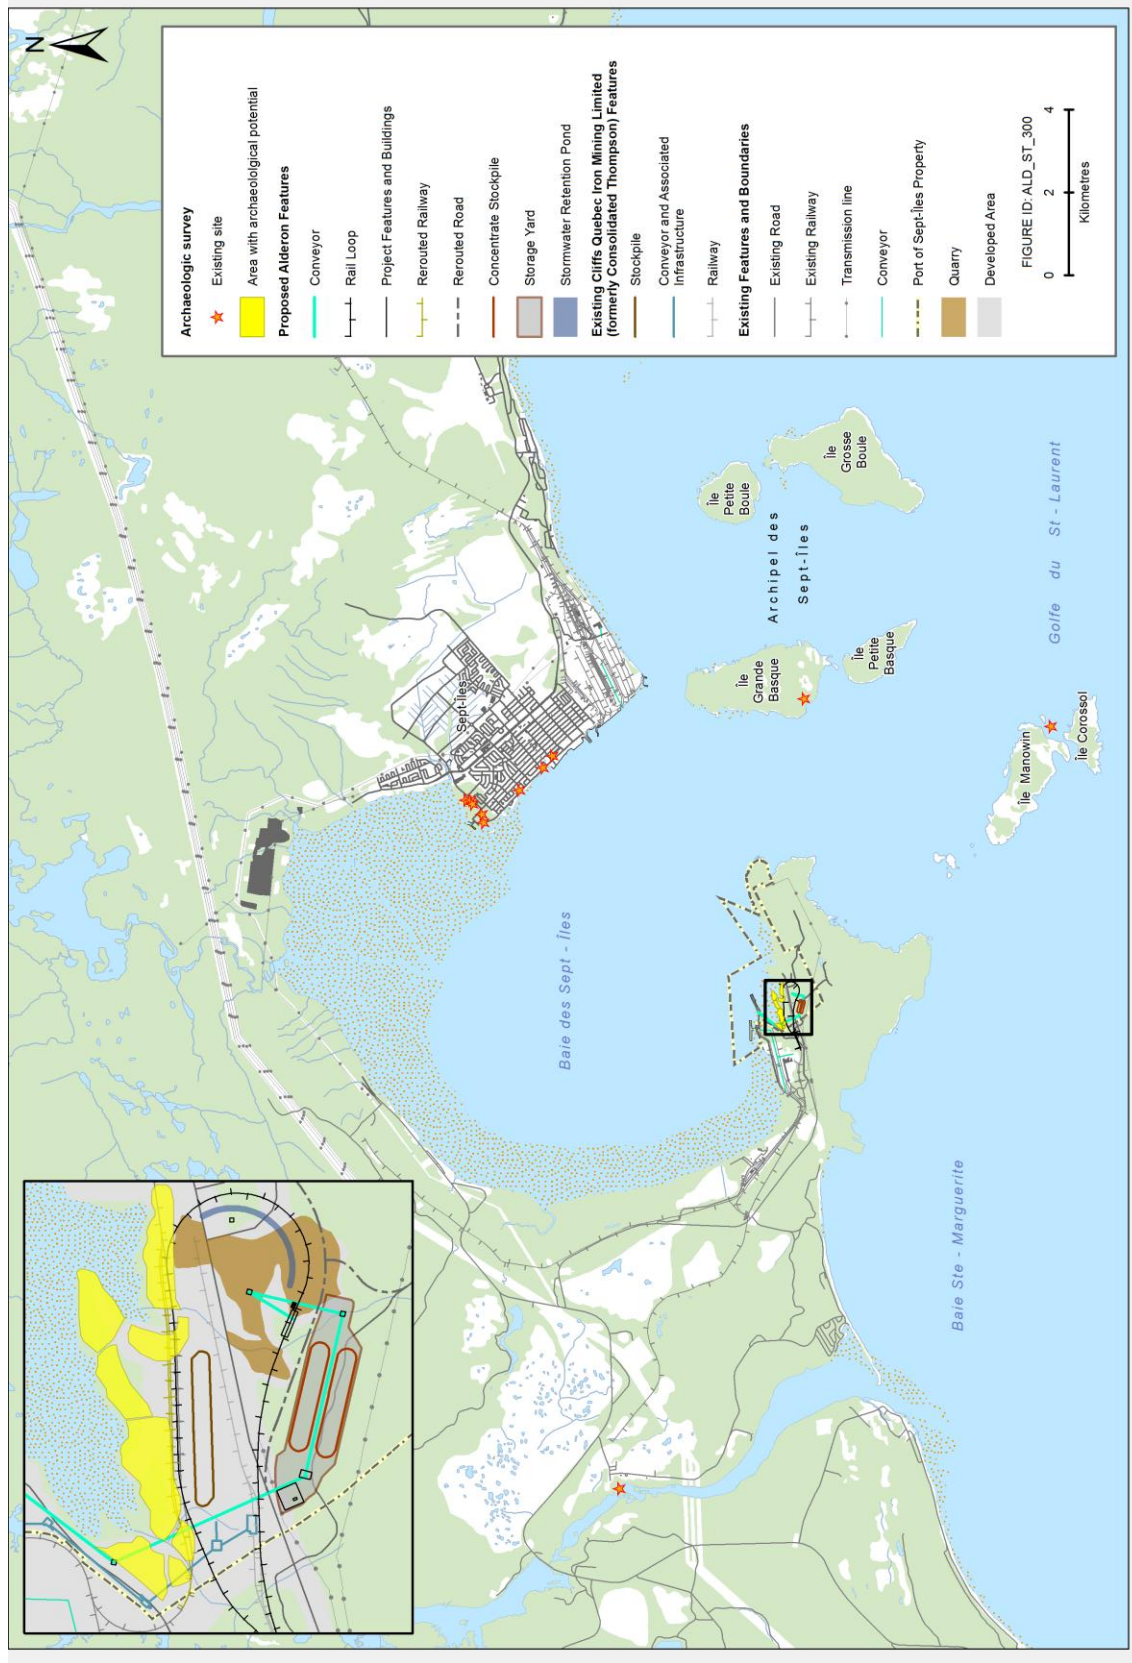 N
Archaeologic survey
Existing site
Area with archaeololgical potential
Proposed Alderon Features
Conveyor
Rail Loop
Project Features and Buildings
Rerouted Railway
Rerouted Road
Concentrate Stockpile
Storage Yard
Stormwater Retention Pond
Existing Cliffs Quebec Iron Mining Limited
(formerly Consolidated Thompson) Features
Stockpile
Conveyor and Associated
Infrastructure
Railway
Existing Features and Boundaries
Existing Road
Existing Railway
Transmission line
Conveyor
Port of Sept-Îles Property
Quarry
Developed Area
FIGURE ID: ALD_ST_300
0 2 4
Kilometres
Sept-Îles
Baie des Sept - Îles
Île
Petite
Boule
Île
Grosse
Boule
Archipel des
Sept-Îles
Île
Grande
Basque
Île
Petite
Basque
Île Manowin
Île Corossol
Golfe du St - Laurent
Baie Ste - Marguerite